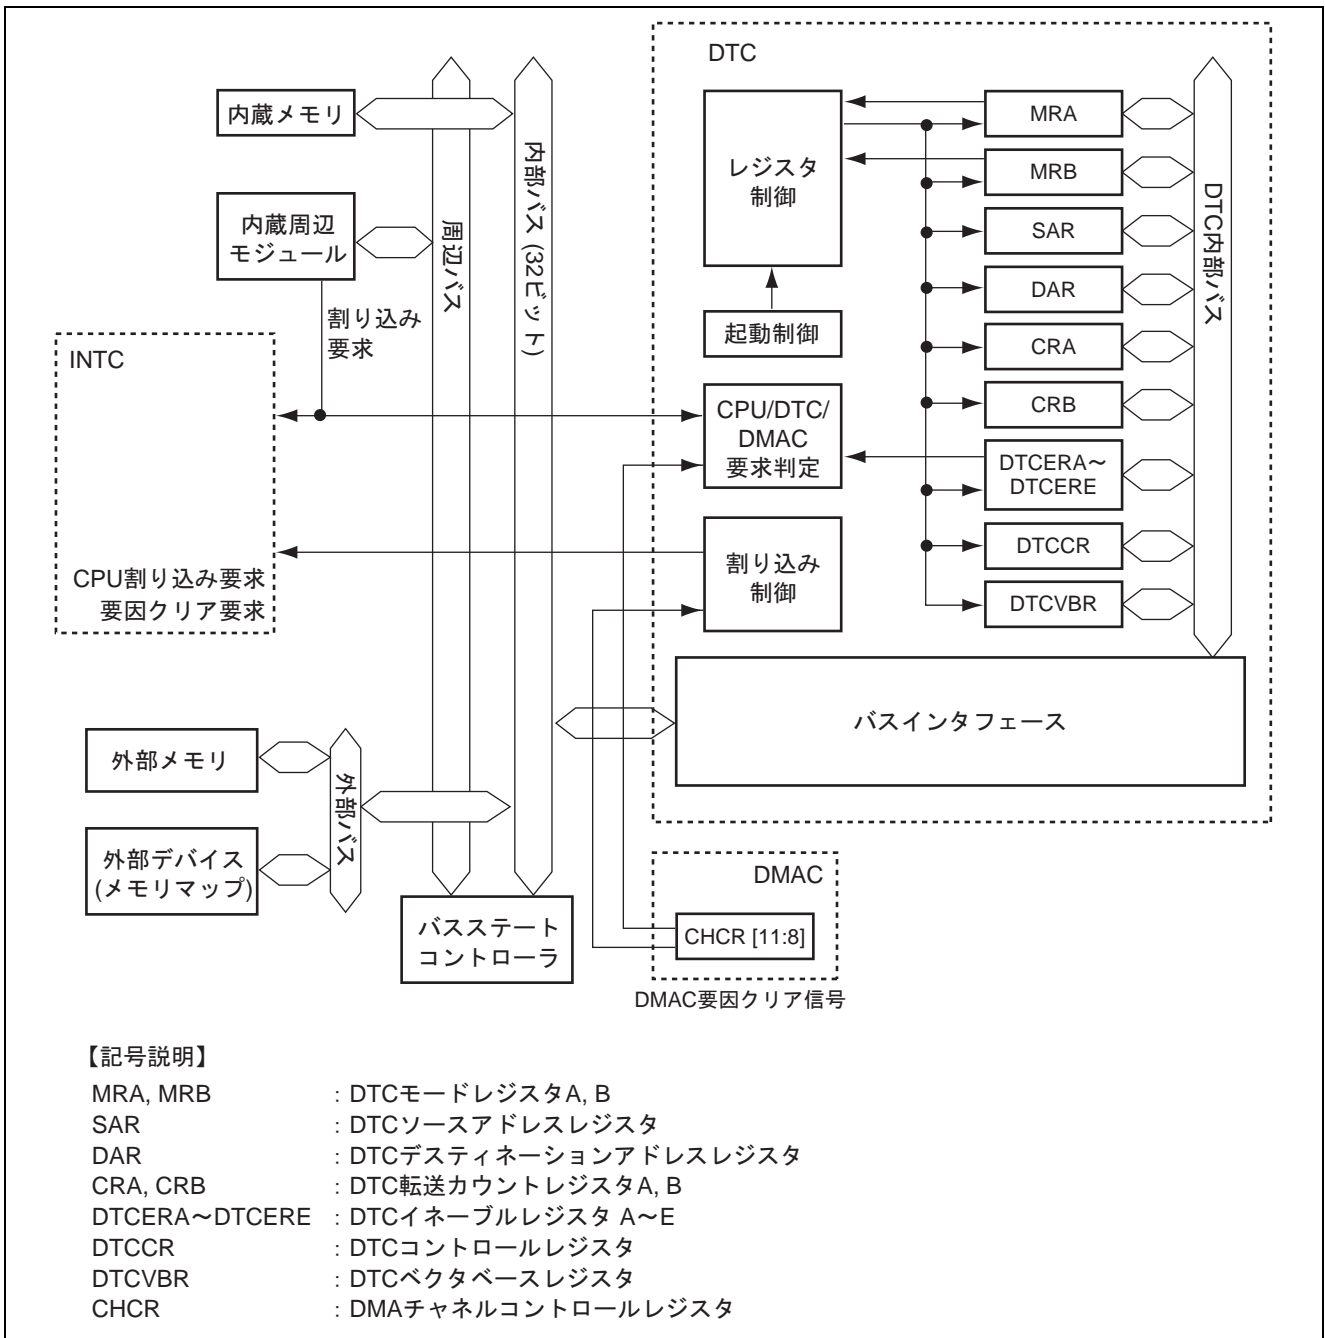 DTC
内蔵メモリ
内蔵周辺
モジュール
割り込み
要求
周辺バス
内部バス (32ビット)
レジスタ
制御
起動制御
CPU/DTC/
DMAC
要求判定
割り込み
制御
MRA
MRB
SAR
DAR
CRA
CRB
DTCERA～
DTCERE
DTCCR
DTCVBR
DTC内部バス
INTC
CPU割り込み要求
要因クリア要求
バスインタフェース
外部メモリ
外部デバイス
(メモリマップ)
外部バス
バスステート
コントローラ
DMAC
CHCR [11:8]
DMAC要因クリア信号
【記号説明】
MRA, MRB : DTCモードレジスタA, B
SAR : DTCソースアドレスレジスタ
DAR : DTCデスティネーションアドレスレジスタ
CRA, CRB : DTC転送カウントレジスタA, B
DTCERA～DTCERE : DTCイネーブルレジスタ A～E
DTCCR : DTCコントロールレジスタ
DTCVBR : DTCベクタベースレジスタ
CHCR : DMAチャネルコントロールレジスタ